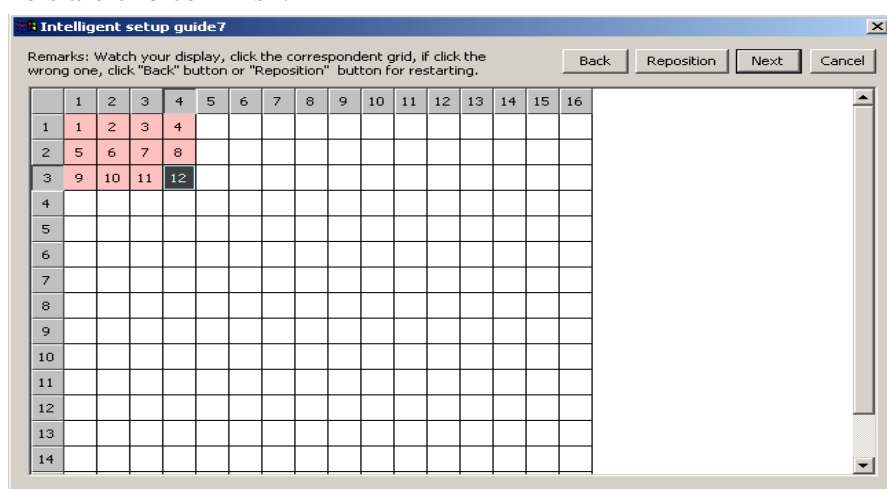 Intelligent setup guide7
Remarks: Watch your display, click the correspondent grid, if click the
wrong one, click "Back" button or "Reposition" button for restarting.
Back Reposition Next Cancel
1 2 3 4 5 6 7 8 9 10 11 12 13 14 15 16
1 1 2 3 4
2 5 6 7 8
3 9 10 11 12
4
5
6
7
8
9
10
11
12
13
14